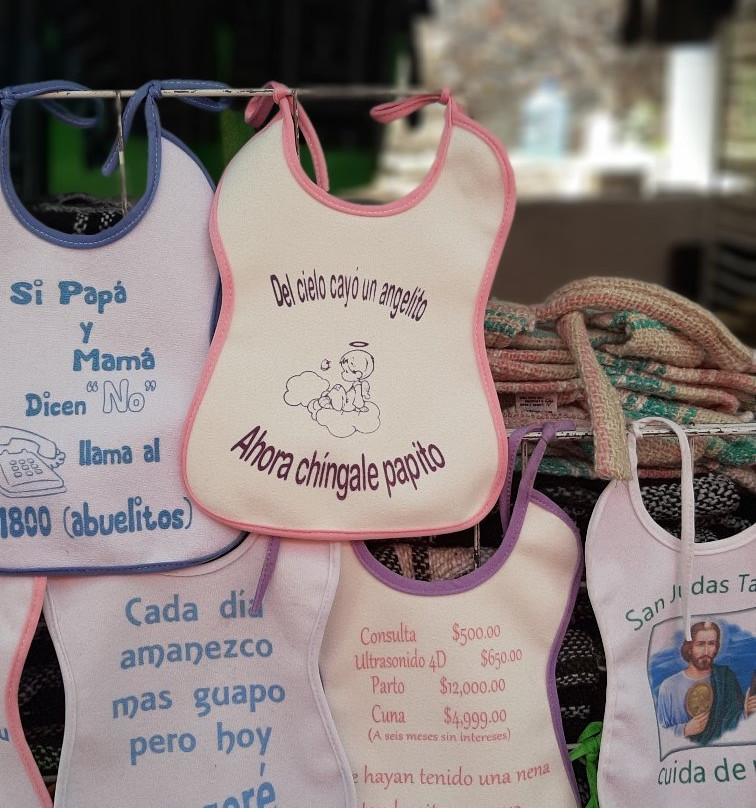 Si Papá
y
Mamá
Dicen "No"
llama al
1800 (abuelitos)
Del cielo cayó un angelito
Ahora chíngale papito
Cada día
amanezco
mas guapo
pero hoy
Consulta $500.00
Ultrasonido 4D $650.00
Parto $12,000.00
Cuna $4,999.00
(A seis meses sin intereses)
hayan tenido una nena
San Judas
cuida de